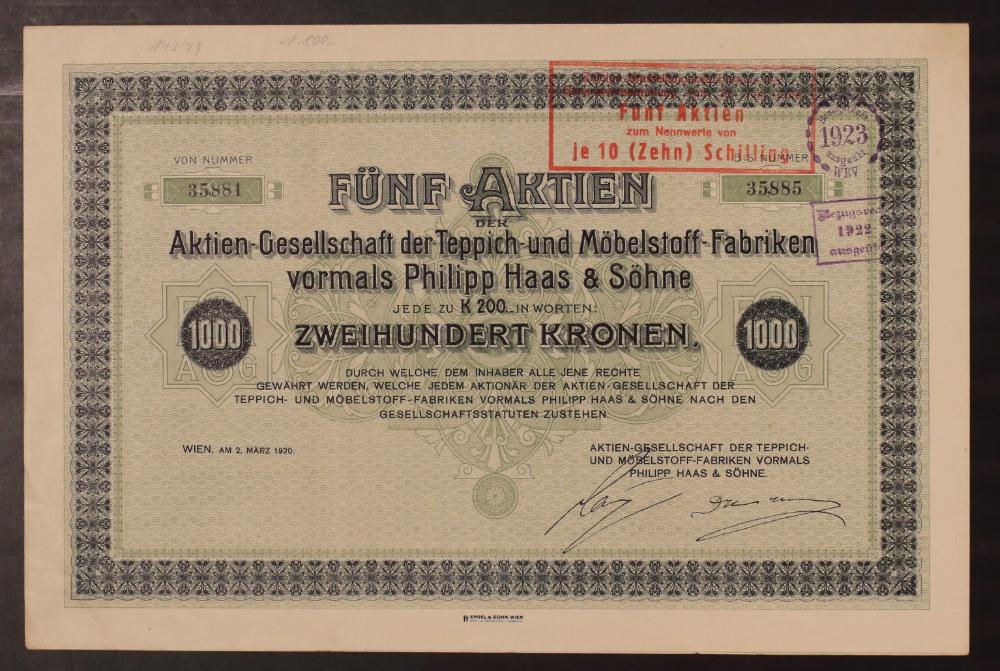 VON NUMMER
35881
Fünf Aktien
zum Nennwerte von
je 10 (Zehn) Schilling
BIS NUMMER
35885
1923
ausgeübt
WBV
1922
FÜNF AKTIEN
DER
Aktien-Gesellschaft der Teppich-und Möbelstoff-Fabriken
vormals Philipp Haas & Söhne
JEDE ZU K 200.- IN WORTEN:
ZWEIHUNDERT KRONEN.
1000
1000
DURCH WELCHE DEM INHABER ALLE JENE RECHTE
GEWÄHRT WERDEN, WELCHE JEDEM AKTIONÄR DER AKTIEN-GESELLSCHAFT DER
TEPPICH- UND MÖBELSTOFF-FABRIKEN VORMALS PHILIPP HAAS & SÖHNE NACH DEN
GESELLSCHAFTSSTATUTEN ZUSTEHEN.
WIEN, AM 2. MÄRZ 1920.
AKTIEN-GESELLSCHAFT DER TEPPICH-
UND MÖBELSTOFF-FABRIKEN VORMALS
PHILIPP HAAS & SÖHNE.
ENGEL & SOHN WIEN